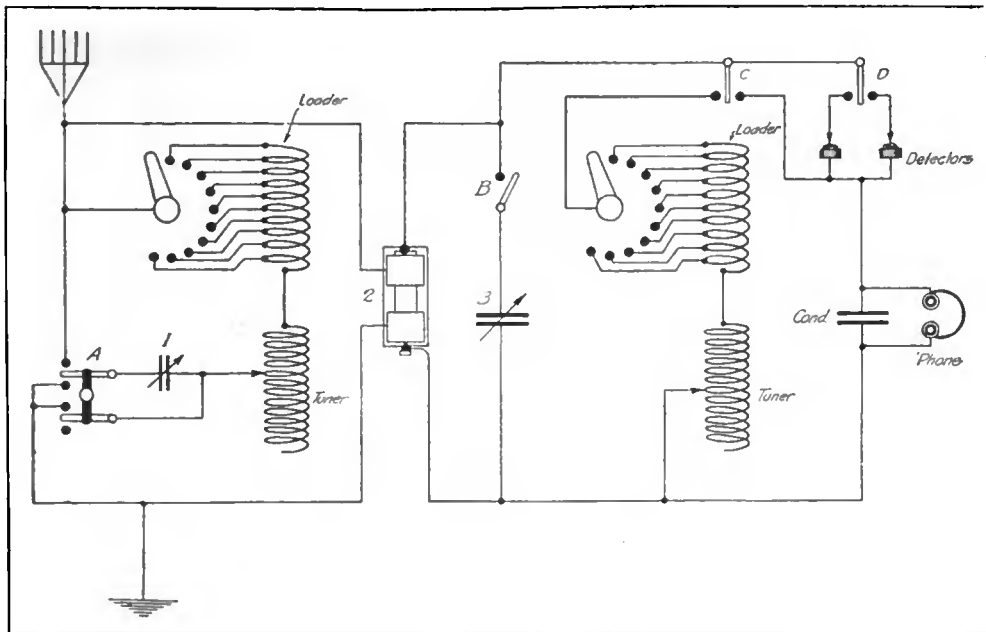 Loader
A
1
Tuner
2
B
3
C
D
Loader
Detectors
Tuner
Cond.
'Phone